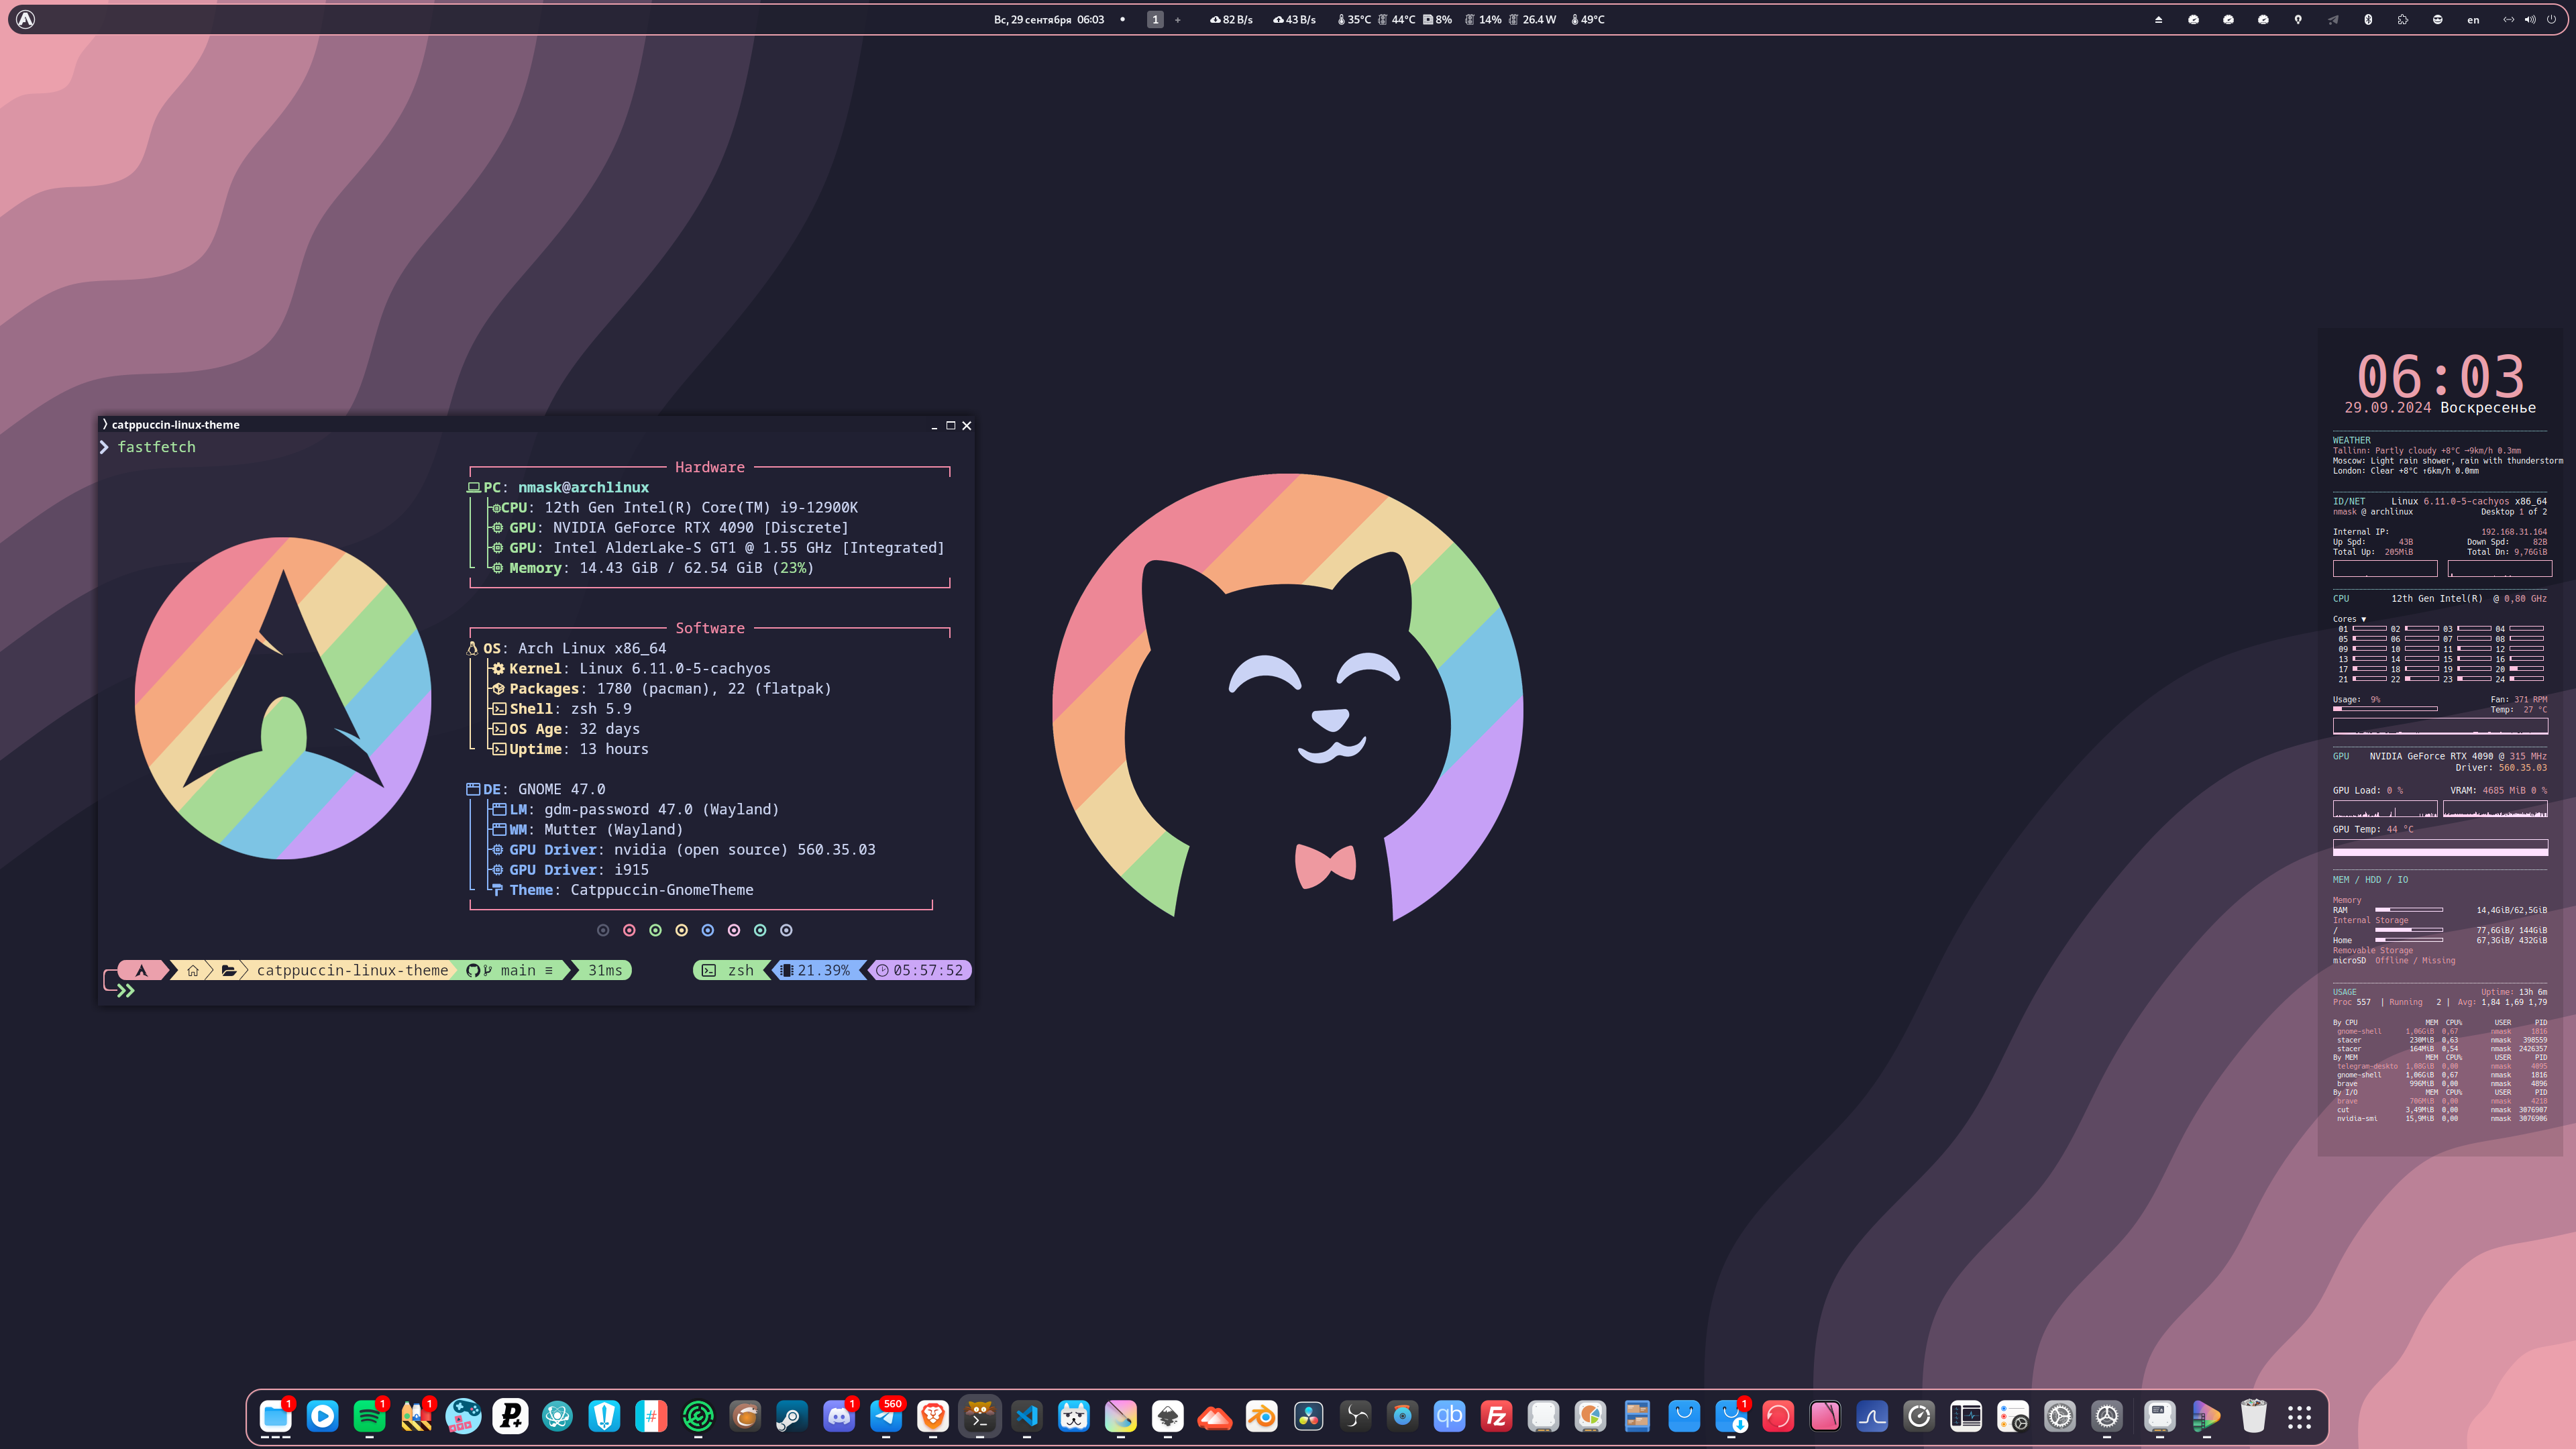 Вс, 29 сентября 06:03 1 + 82 B/s 43 B/s 35°C 44°C 8% 14% 26.4 W 49°C en
catppuccin-linux-theme
fastfetch
Hardware
PC: nmask@archlinux
CPU: 12th Gen Intel(R) Core(TM) i9-12900K
GPU: NVIDIA GeForce RTX 4090 [Discrete]
GPU: Intel AlderLake-S GT1 @ 1.55 GHz [Integrated]
Memory: 14.43 GiB / 62.54 GiB (23%)
Software
OS: Arch Linux x86_64
Kernel: Linux 6.11.0-5-cachyos
Packages: 1780 (pacman), 22 (flatpak)
Shell: zsh 5.9
OS Age: 32 days
Uptime: 13 hours
DE: GNOME 47.0
LM: gdm-password 47.0 (Wayland)
WM: Mutter (Wayland)
GPU Driver: nvidia (open source) 560.35.03
GPU Driver: i915
Theme: Catppuccin-GnomeTheme
catppuccin-linux-theme main ≡ 31ms zsh 21.39% 05:57:52
06:03
29.09.2024 Воскресенье
WEATHER
Tallinn: Partly cloudy +8°C →9km/h 0.3mm
Moscow: Light rain shower, rain with thunderstorm
London: Clear +8°C ↑6km/h 0.0mm
ID/NET Linux 6.11.0-5-cachyos x86_64
nmask @ archlinux Desktop 1 of 2
Internal IP: 192.168.31.164
Up Spd: 43B Down Spd: 82B
Total Up: 205MiB Total Dn: 9,76GiB
CPU 12th Gen Intel(R) @ 0,80 GHz
Cores ▼
01 02 03 04
05 06 07 08
09 10 11 12
13 14 15 16
17 18 19 20
21 22 23 24
Usage: 9% Fan: 371 RPM
Temp: 27 °C
GPU NVIDIA GeForce RTX 4090 @ 315 MHz
Driver: 560.35.03
GPU Load: 0 % VRAM: 4685 MiB 0 %
GPU Temp: 44 °C
MEM / HDD / IO
Memory
RAM 14,4GiB/62,5GiB
Internal Storage
/ 77,6GiB/ 144GiB
Home 67,3GiB/ 432GiB
Removable Storage
microSD Offline / Missing
USAGE Uptime: 13h 6m
Proc 557 | Running 2 | Avg: 1,84 1,69 1,79
By CPU MEM CPU% USER PID
gnome-shell 1,06GiB 0,67 nmask 1816
stacer 230MiB 0,63 nmask 398559
stacer 164MiB 0,54 nmask 2426357
By MEM MEM CPU% USER PID
telegram-deskto 1,08GiB 0,00 nmask 4095
gnome-shell 1,06GiB 0,67 nmask 1816
brave 996MiB 0,00 nmask 4896
By I/O MEM CPU% USER PID
brave 706MiB 0,00 nmask 4218
cut 3,49MiB 0,00 nmask 3076907
nvidia-smi 15,9MiB 0,00 nmask 3076906
1 1 1 # 1 560 qb Fz 1